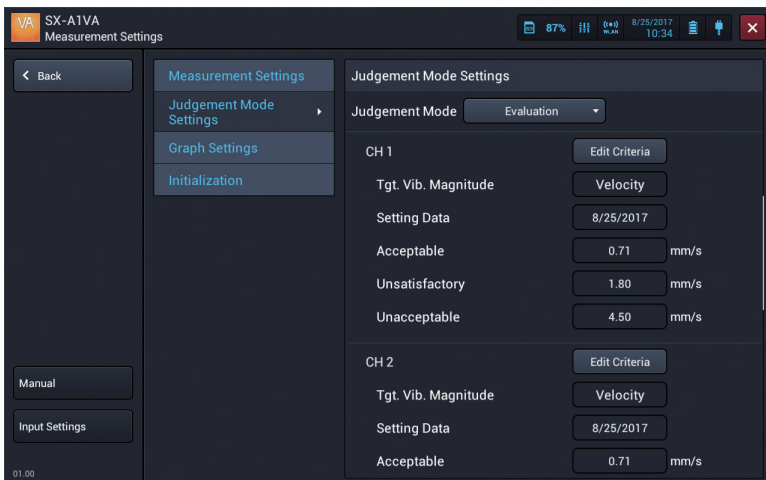 VA
SX-A1VA
Measurement Settings
87%
WLAN
8/25/2017
10:34
Back
Manual
Input Settings
01.00
Measurement Settings
Judgement Mode
Settings
Graph Settings
Initialization
Judgement Mode Settings
Judgement Mode Evaluation
CH 1 Edit Criteria
Tgt. Vib. Magnitude Velocity
Setting Data 8/25/2017
Acceptable 0.71 mm/s
Unsatisfactory 1.80 mm/s
Unacceptable 4.50 mm/s
CH 2 Edit Criteria
Tgt. Vib. Magnitude Velocity
Setting Data 8/25/2017
Acceptable 0.71 mm/s